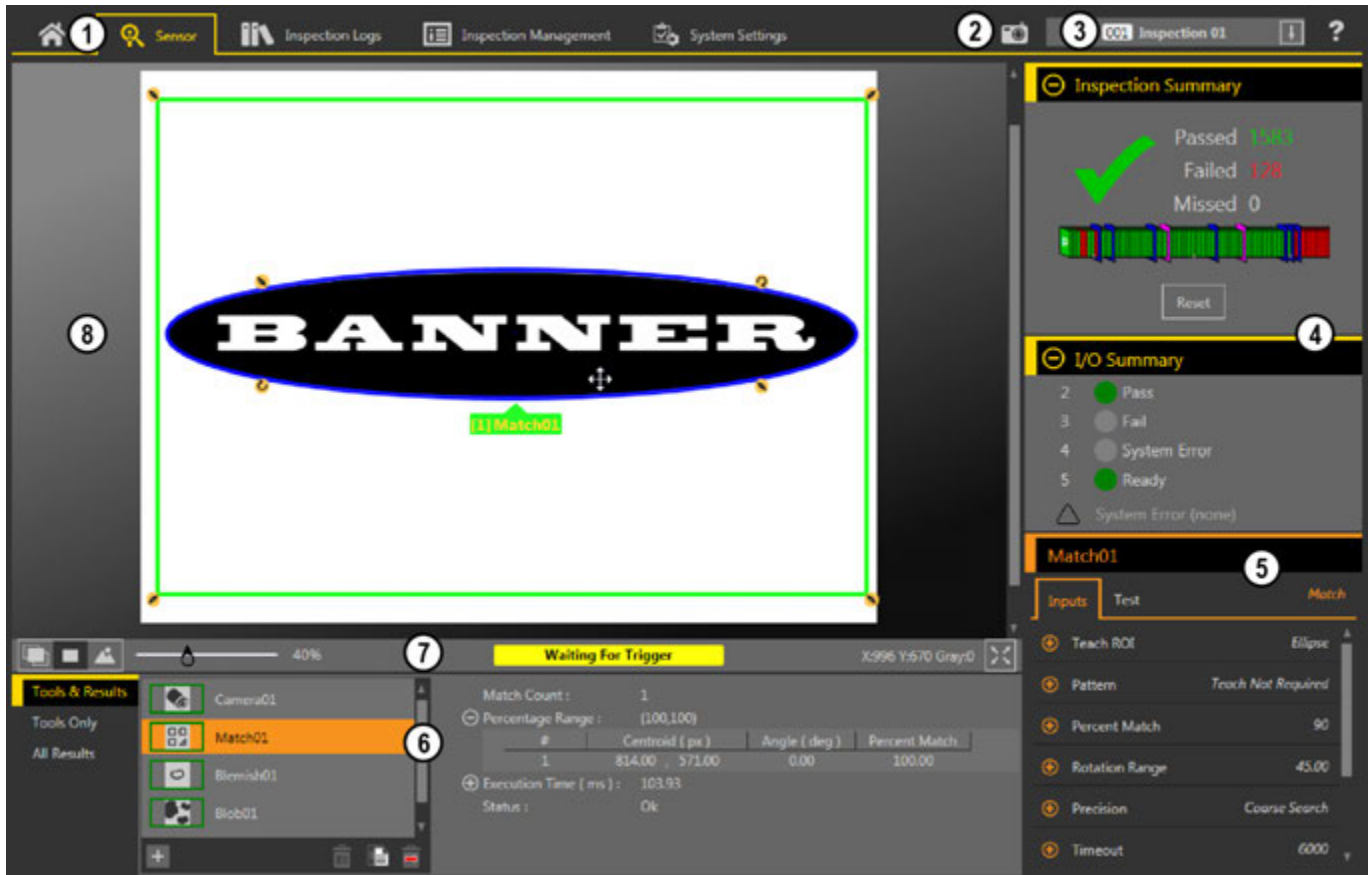 1 Sensor Inspection Logs Inspection Management System Settings 2 3 001 Inspection 01 ?
Inspection Summary
Passed 1583
Failed 128
Missed 0
Reset
4
I/O Summary
2 Pass
3 Fail
4 System Error
5 Ready
System Error (none)
8
BANNER
[1] Match01
Match01
5
Inputs Test Match
Teach ROI Ellipse
Pattern Teach Not Required
Percent Match 90
Rotation Range 45.00
Precision Coarse Search
Timeout 6000
40% 7 Waiting For Trigger X:996 Y:670 Gray:0
Tools & Results
Tools Only
All Results
Camera01
Match01
6
Blemish01
Blob01
Match Count : 1
Percentage Range : (100,100)
# Centroid ( px ) Angle ( deg ) Percent Match
1 814.00 , 571.00 0.00 100.00
Execution Time ( ms ) : 103.93
Status : Ok